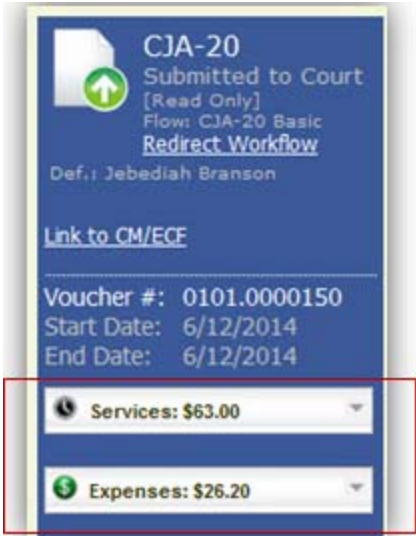 CJA-20
Submitted to Court
[Read Only]
Flow: CJA-20 Basic
Redirect Workflow
Def.: Jebediah Branson
Link to CM/ECF
Voucher #: 0101.0000150
Start Date: 6/12/2014
End Date: 6/12/2014
Services: $63.00
$ Expenses: $26.20